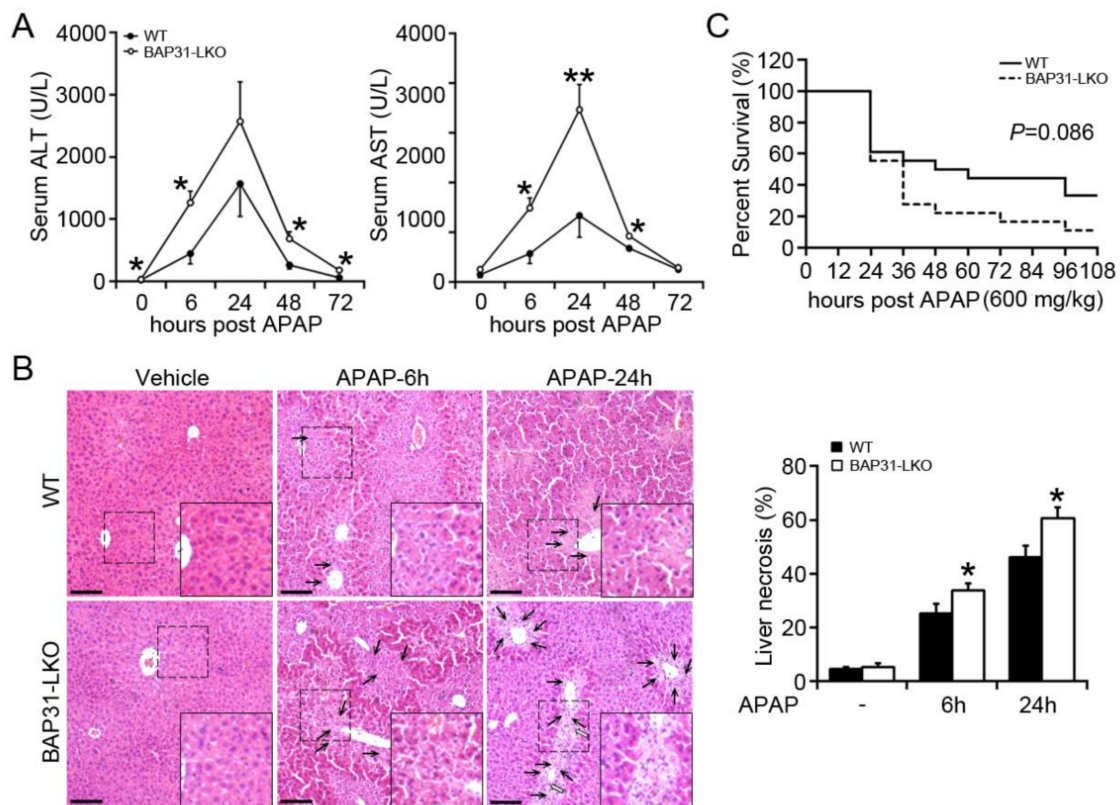 A
4000
3000
2000
1000
0
Serum ALT (U/L)
WT
BAP31-LKO
*
*
*
*
0 6 24 48 72
hours post APAP
4000
3000
2000
1000
0
Serum AST (U/L)
**
*
*
0 6 24 48 72
hours post APAP
C
WT
BAP31-LKO
P=0.086
Percent Survival (%)
120
100
80
60
40
20
0
0 12 24 36 48 60 72 84 96 108
hours post APAP (600 mg/kg)
B
Vehicle APAP-6h APAP-24h
WT
BAP31-LKO
WT
BAP31-LKO
Liver necrosis (%)
80
60
40
20
0
*
*
APAP - 6h 24h